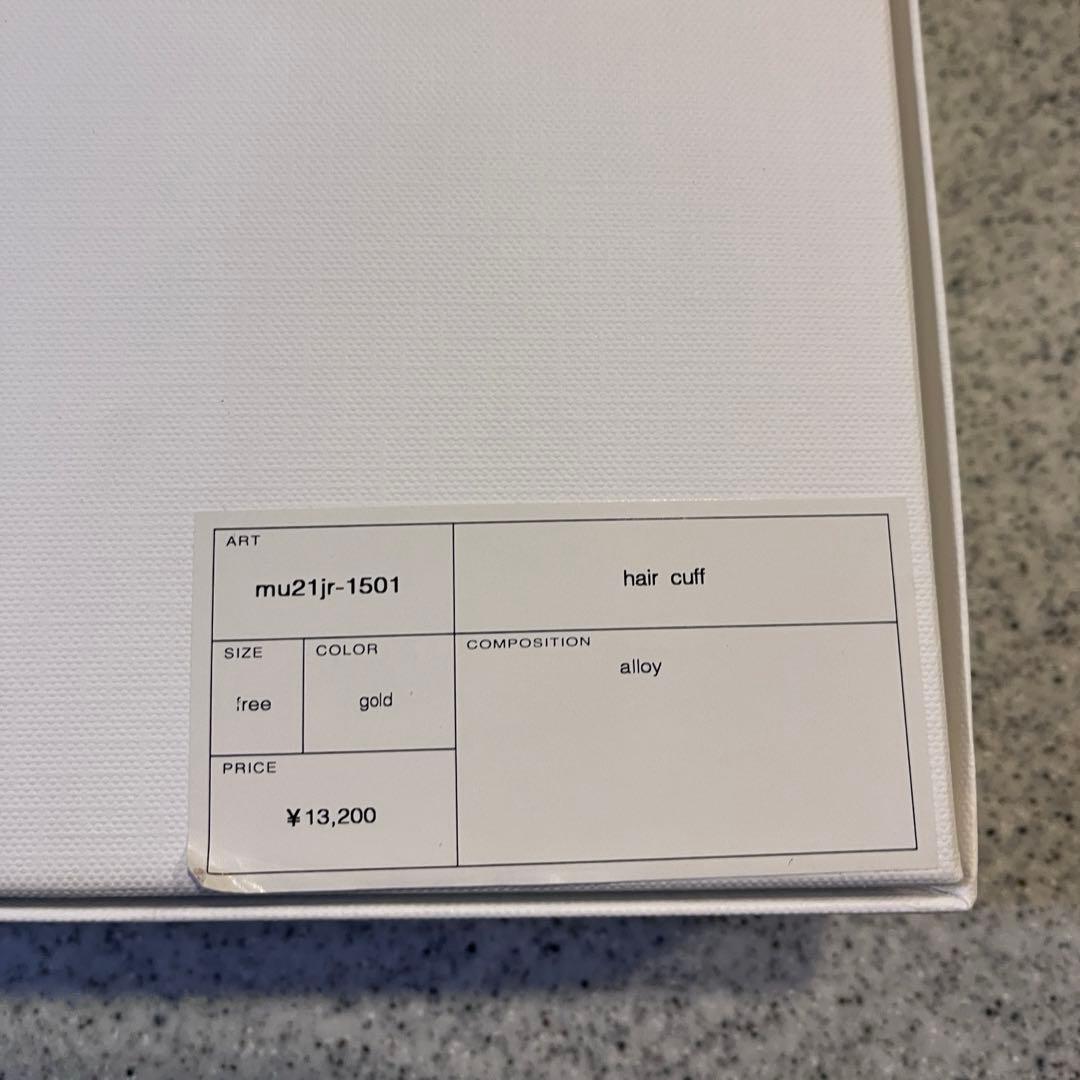 ART
mu21jr-1501
hair cuff
SIZE
free
COLOR
gold
COMPOSITION
alloy
PRICE
¥13,200